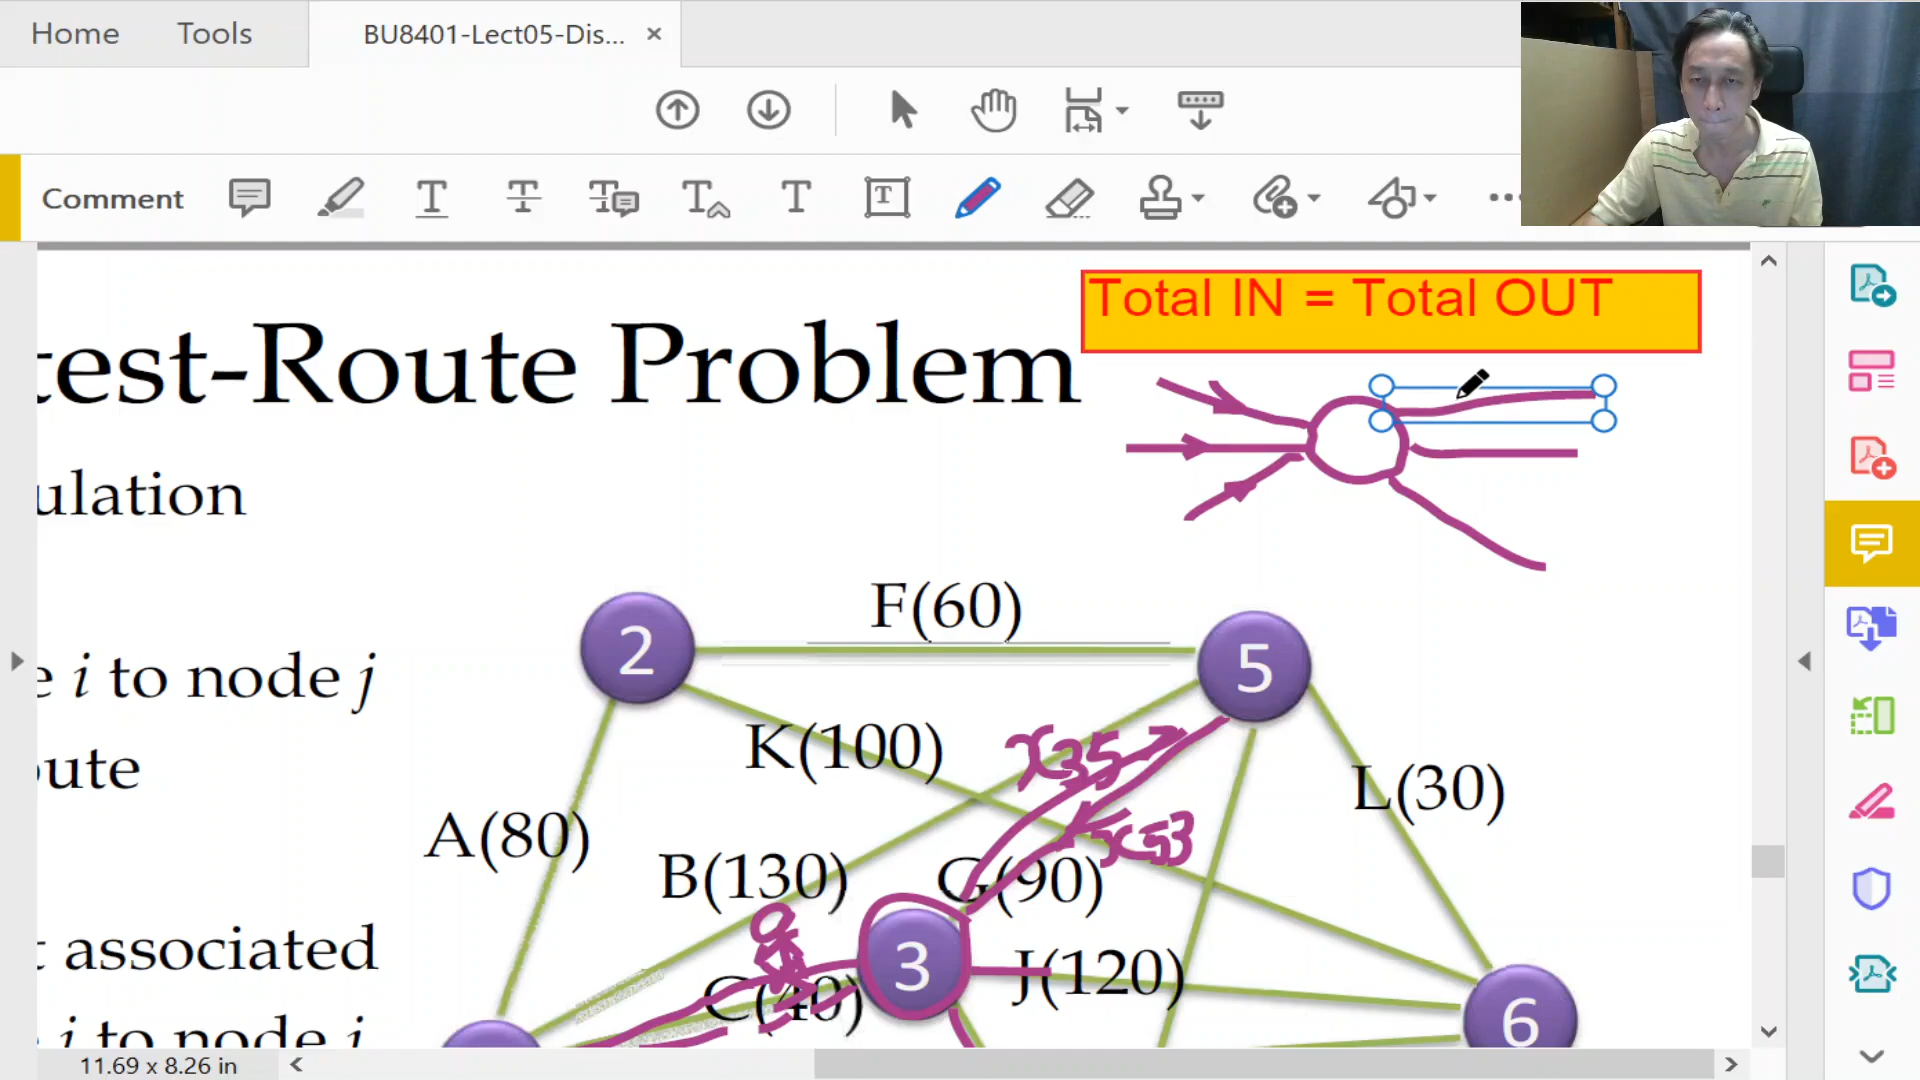 Home Tools BU8401-Lect05-Dis... ×
Comment
Total IN = Total OUT
test-Route Problem
ulation
F(60)
2
5
e i to node j
K(100)
x35
oute
L(30)
A(80)
x53
B(130)
G(90)
t associated
3
J(120)
C(40)
6
e i to node j
11.69 x 8.26 in